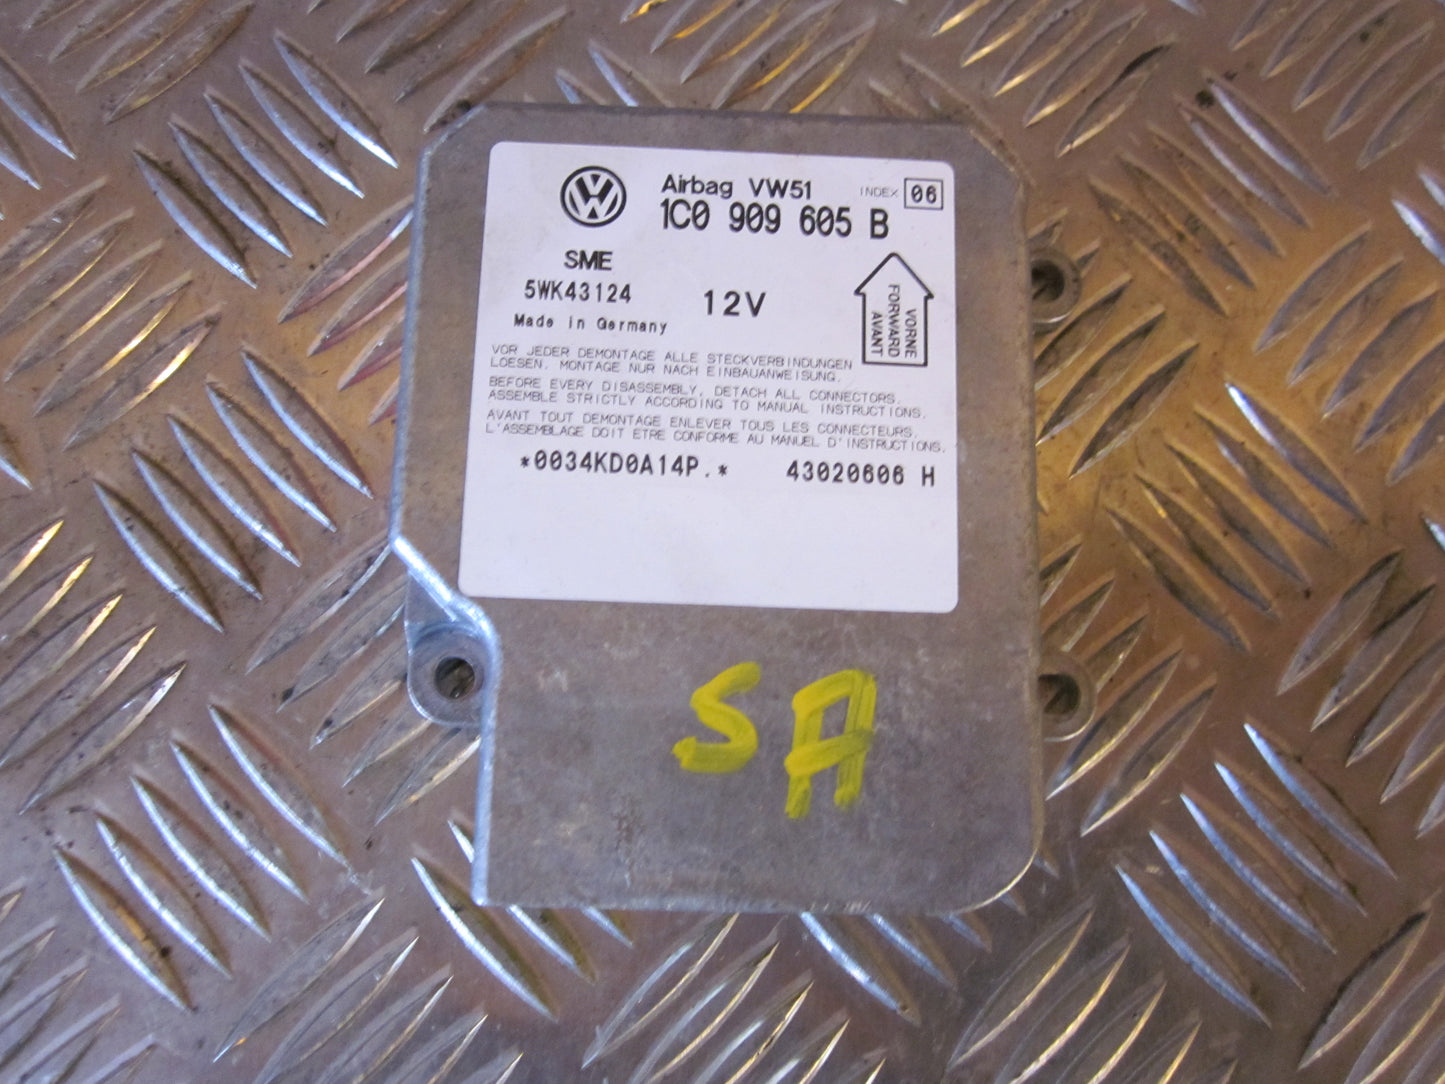 VW
Airbag VW51
INDEX 06
1C0 909 605 B
SME
5WK43124
12V
Made in Germany
VORNE
FORWARD
AVANT
VOR JEDER DEMONTAGE ALLE STECKVERBINDUNGEN
LOESEN. MONTAGE NUR NACH EINBAUANWEISUNG.
BEFORE EVERY DISASSEMBLY, DETACH ALL CONNECTORS.
ASSEMBLE STRICTLY ACCORDING TO MANUAL INSTRUCTIONS.
AVANT TOUT DEMONTAGE ENLEVER TOUS LES CONNECTEURS.
L'ASSEMBLAGE DOIT ETRE CONFORME AU MANUEL D'INSTRUCTIONS.
*0034KD0A14P.* 43020606 H
SA